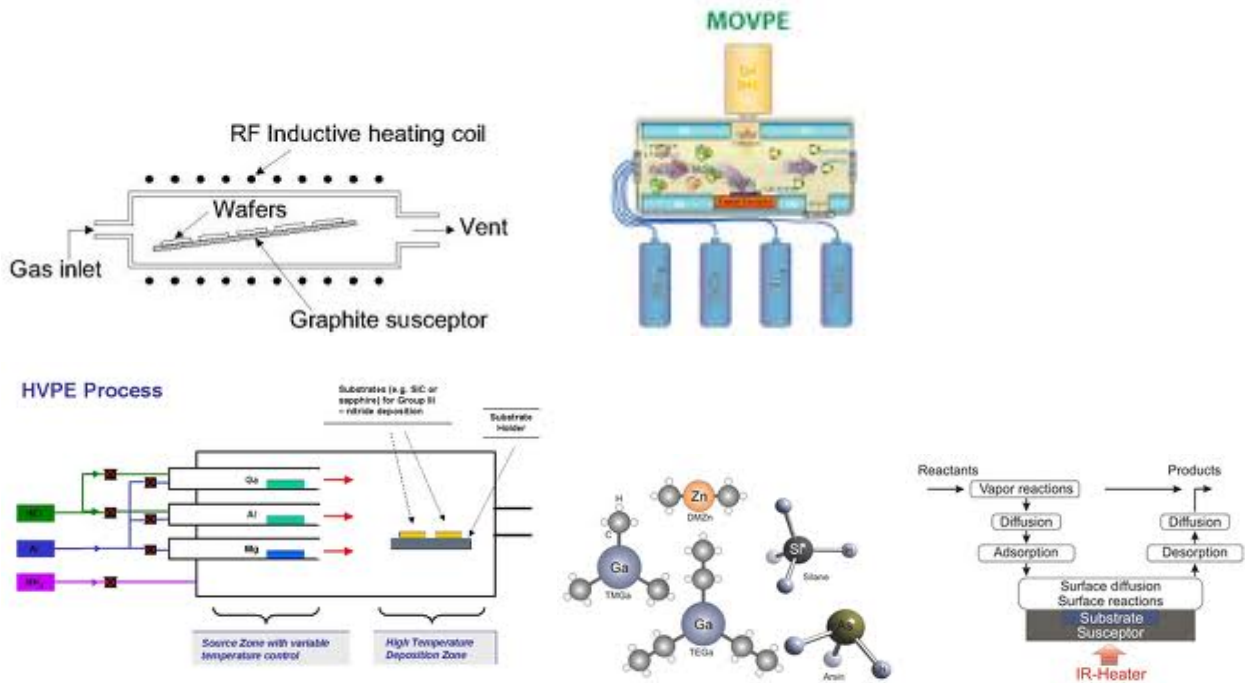 MOVPE
RF Inductive heating coil
Wafers
Gas inlet
Vent
Graphite susceptor
HVPE Process
Substrates (e.g. SiC or
sapphire) for Group III
– nitride deposition
Substrate
Holder
Ga
Al
Mg
Source Zone with variable
temperature control
High Temperature
Deposition Zone
H
C
Ga
TMGa
Zn
DMZn
Ga
TEGa
Si
Silane
As
Arsin
Reactants
Products
Vapor reactions
Diffusion
Diffusion
Adsorption
Desorption
Surface diffusion
Surface reactions
Substrate
Susceptor
IR-Heater